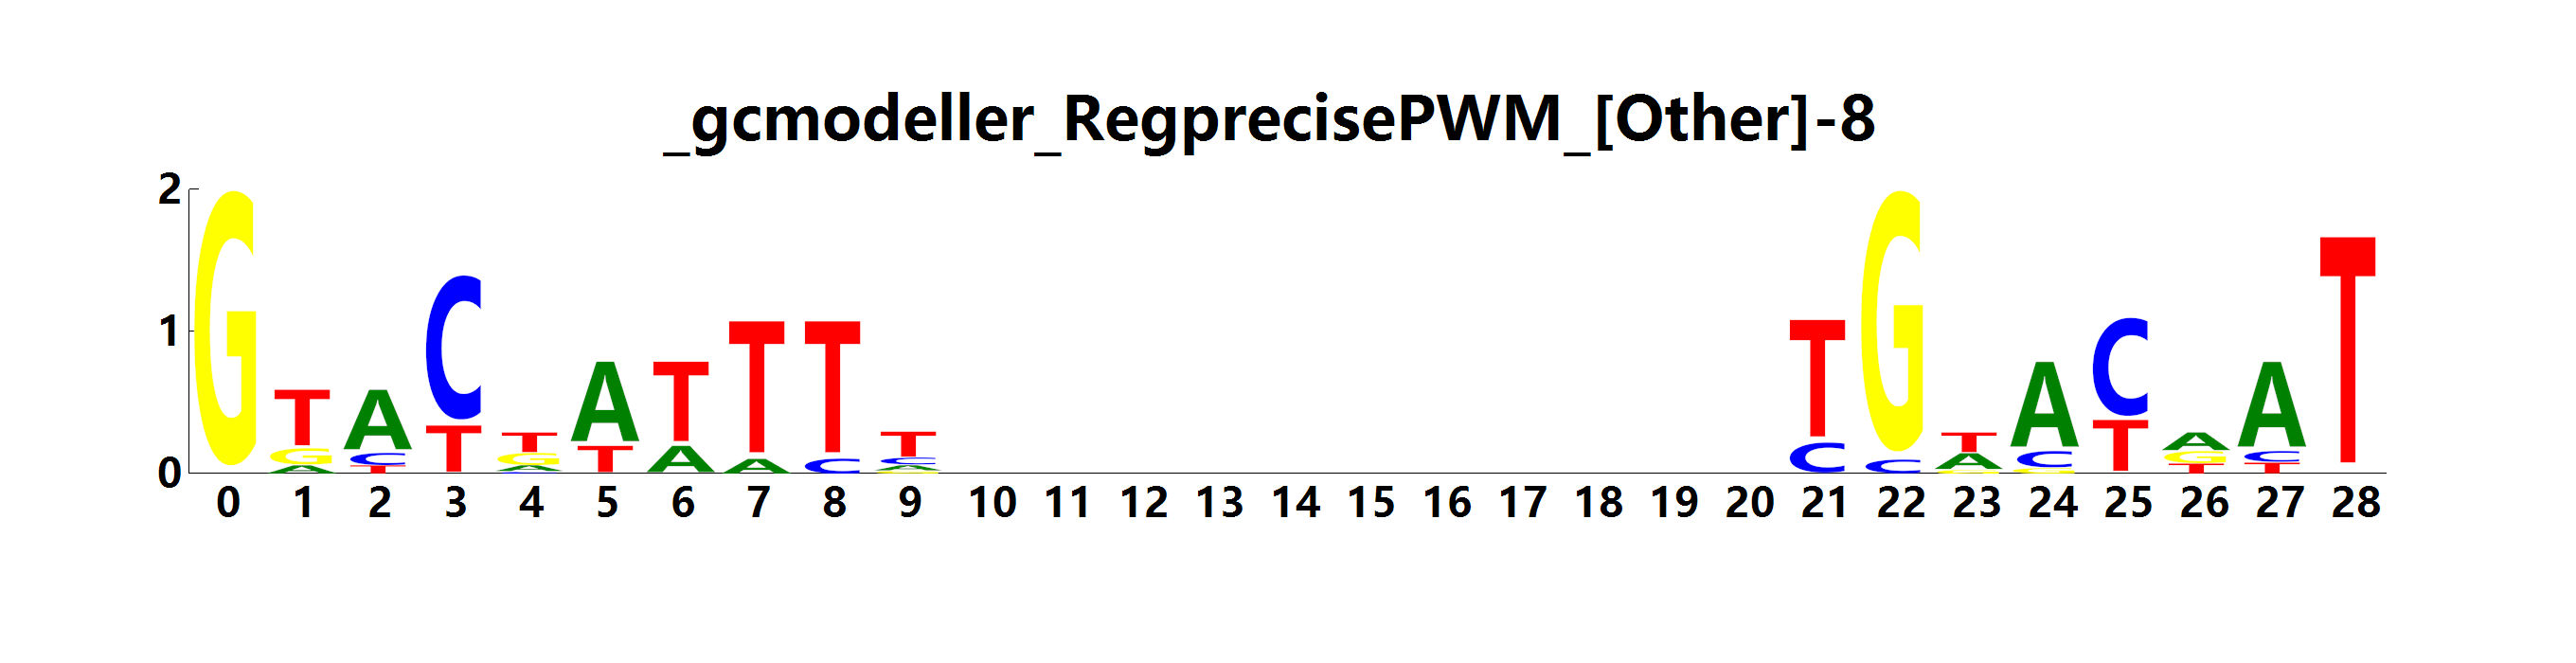 _gcmodeller_RegprecisePWM_[Other]-8
2
1
0
G
T G A
A C T
C T
T G A
A T
T A
T A
T C
T C A
T C
G C
T A
A C
C T
A G T
A C T
T
0 1 2 3 4 5 6 7 8 9 10 11 12 13 14 15 16 17 18 19 20 21 22 23 24 25 26 27 28